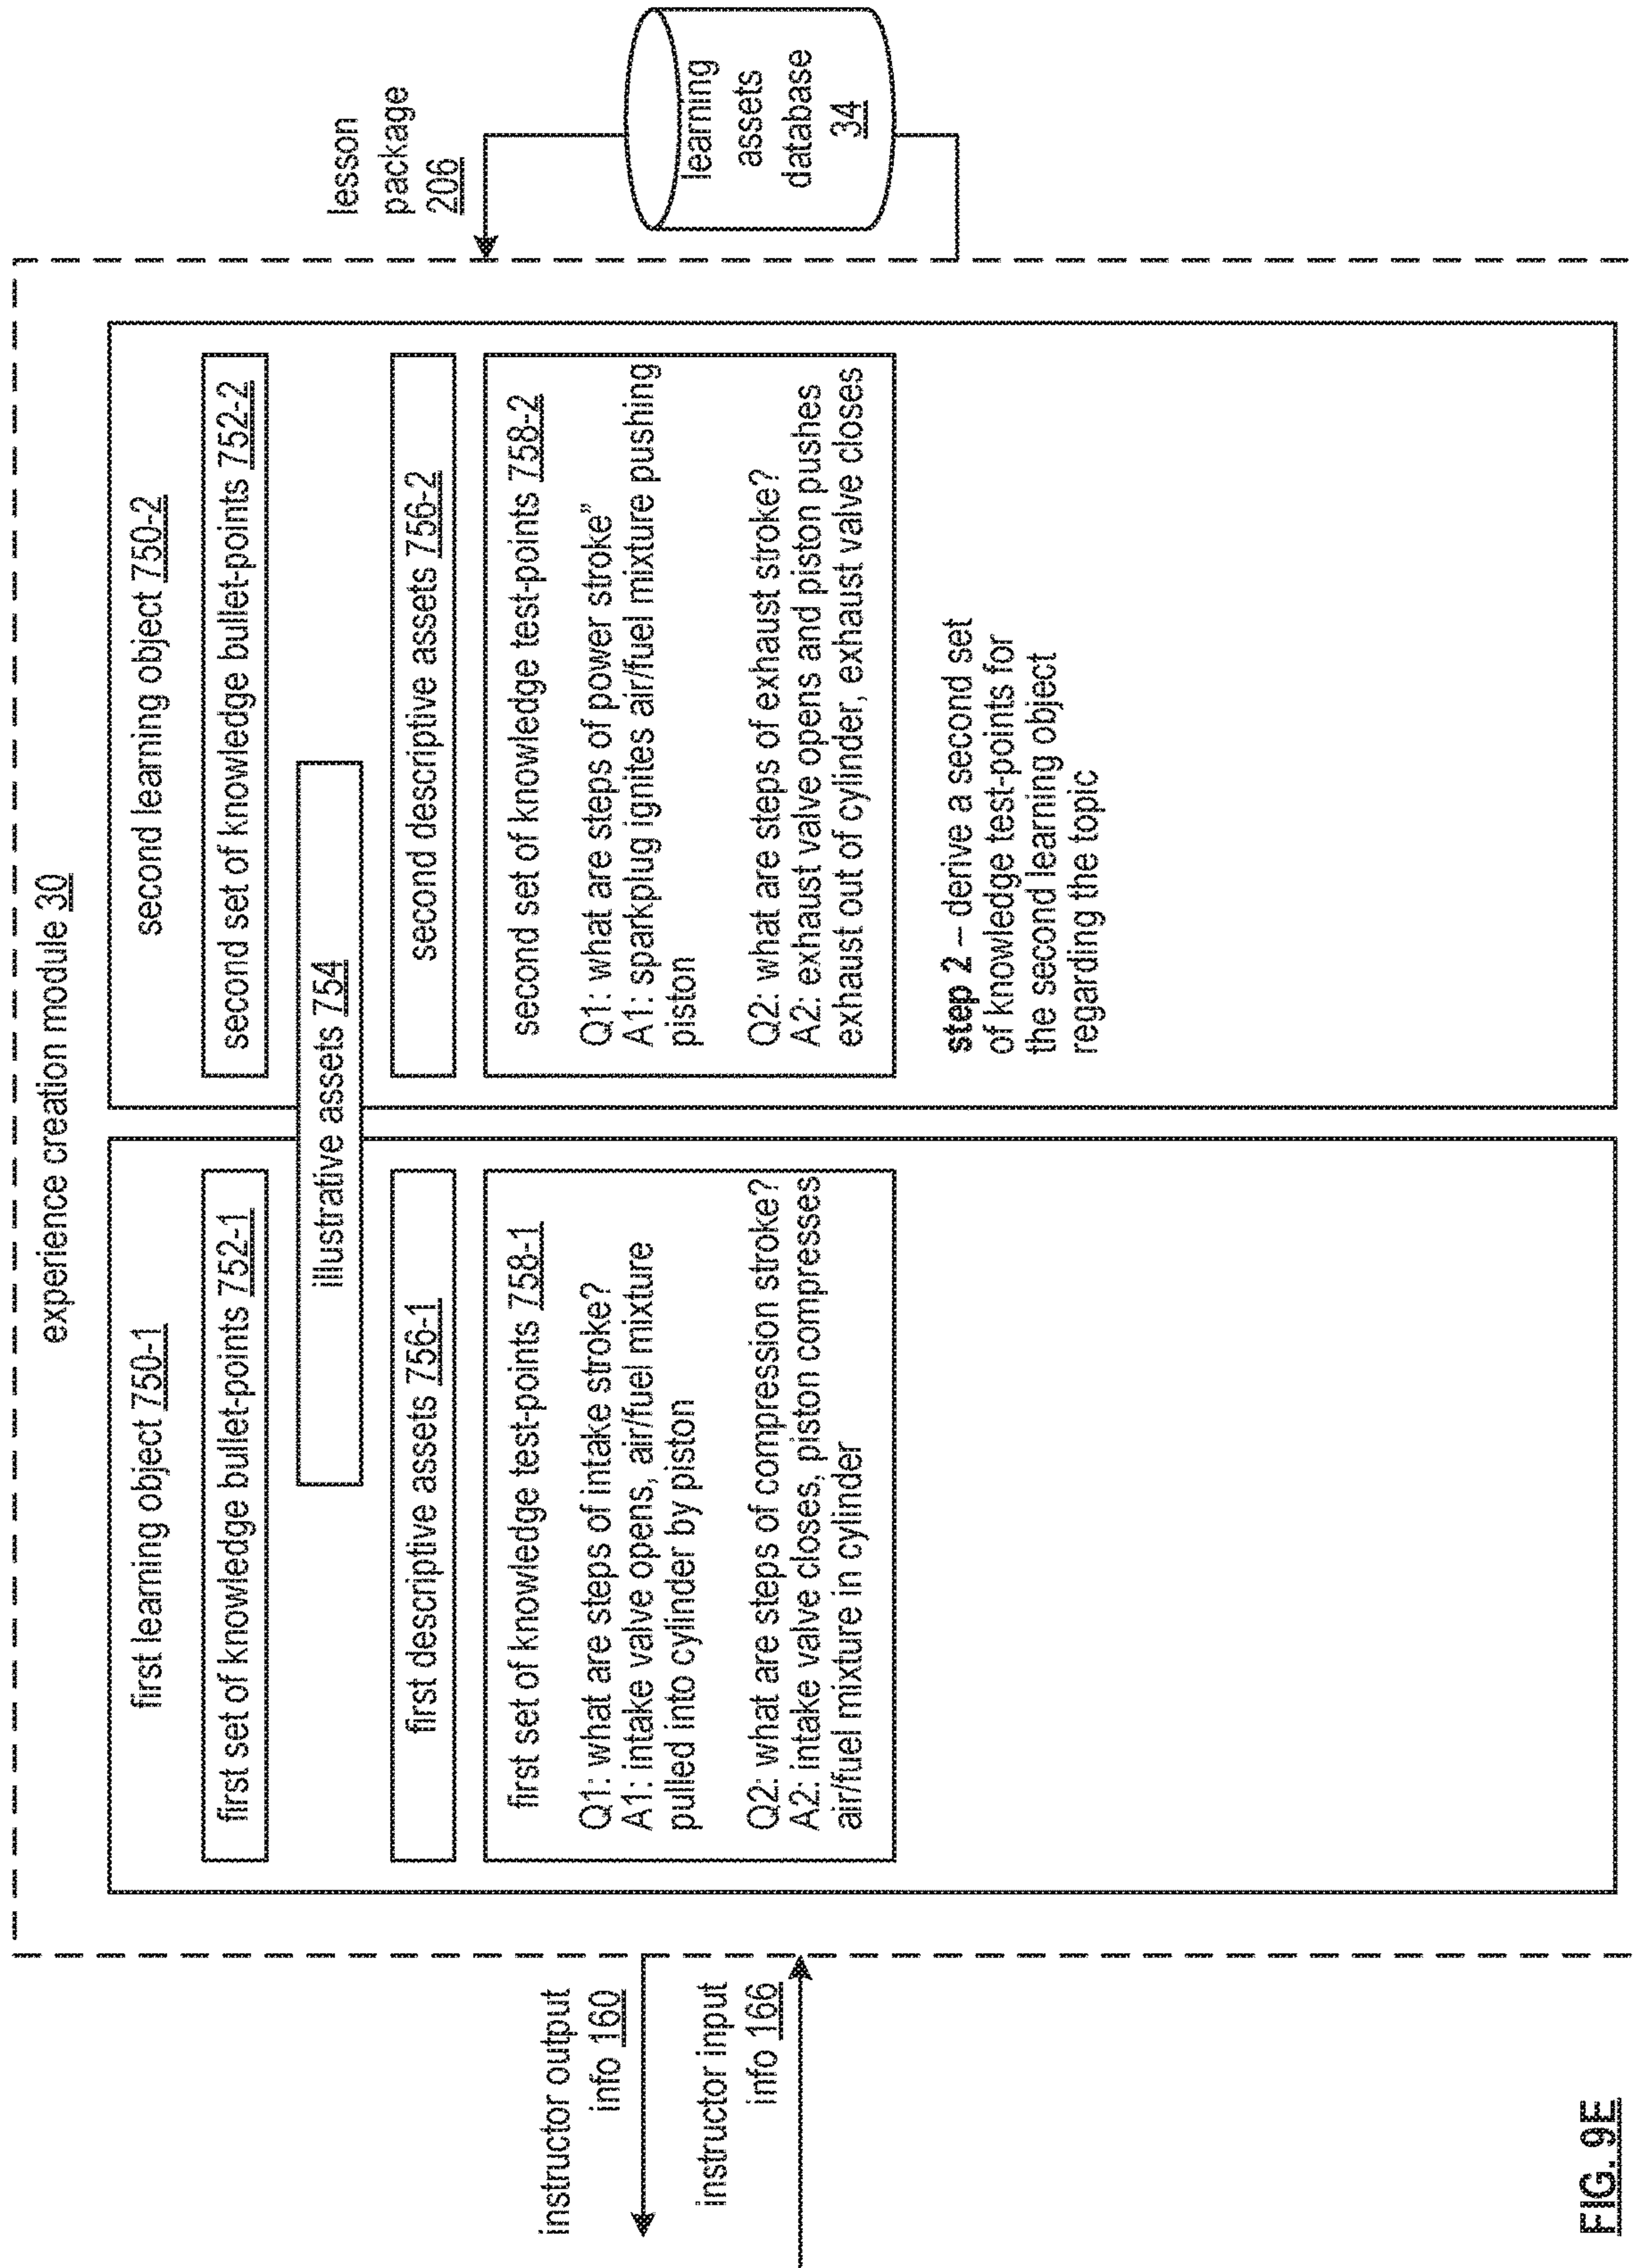 experience creation module 30
first learning object 750-1
first set of knowledge bullet-points 752-1
second learning object 750-2
second set of knowledge bullet-points 752-2
illustrative assets 754
first descriptive assets 756-1
second descriptive assets 756-2
first set of knowledge test-points 758-1
Q1: what are steps of intake stroke?
A1: intake valve opens, air/fuel mixture
pulled into cylinder by piston
Q2: what are steps of compression stroke?
A2: intake valve closes, piston compresses
air/fuel mixture in cylinder
second set of knowledge test-points 758-2
Q1: what are steps of power stroke”
A1: sparkplug ignites air/fuel mixture pushing
piston
Q2: what are steps of exhaust stroke?
A2: exhaust valve opens and piston pushes
exhaust out of cylinder, exhaust valve closes
step 2 – derive a second set
of knowledge test-points for
the second learning object
regarding the topic
instructor output
info 160
instructor input
info 166
lesson
package
206
learning
assets
database
34
FIG. 9E